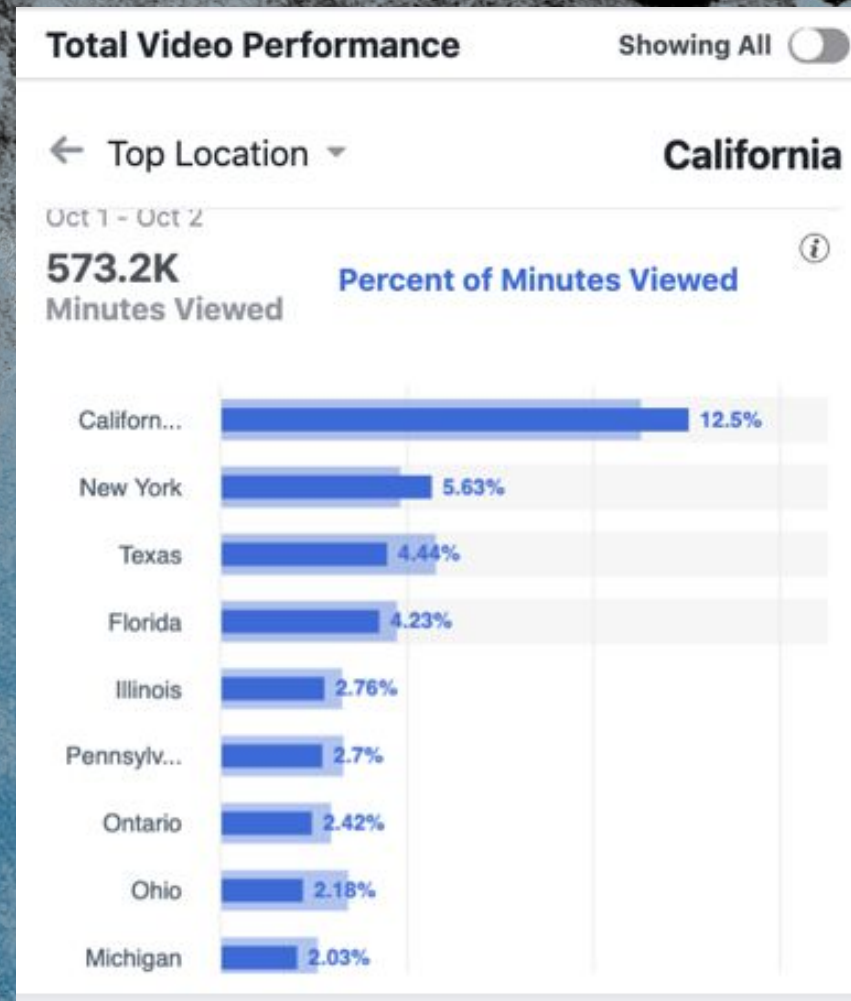 Total Video Performance Showing All
← Top Location California
Oct 1 - Oct 2
573.2K Percent of Minutes Viewed i
Minutes Viewed
Californ... 12.5%
New York 5.63%
Texas 4.44%
Florida 4.23%
Illinois 2.76%
Pennsylv... 2.7%
Ontario 2.42%
Ohio 2.18%
Michigan 2.03%